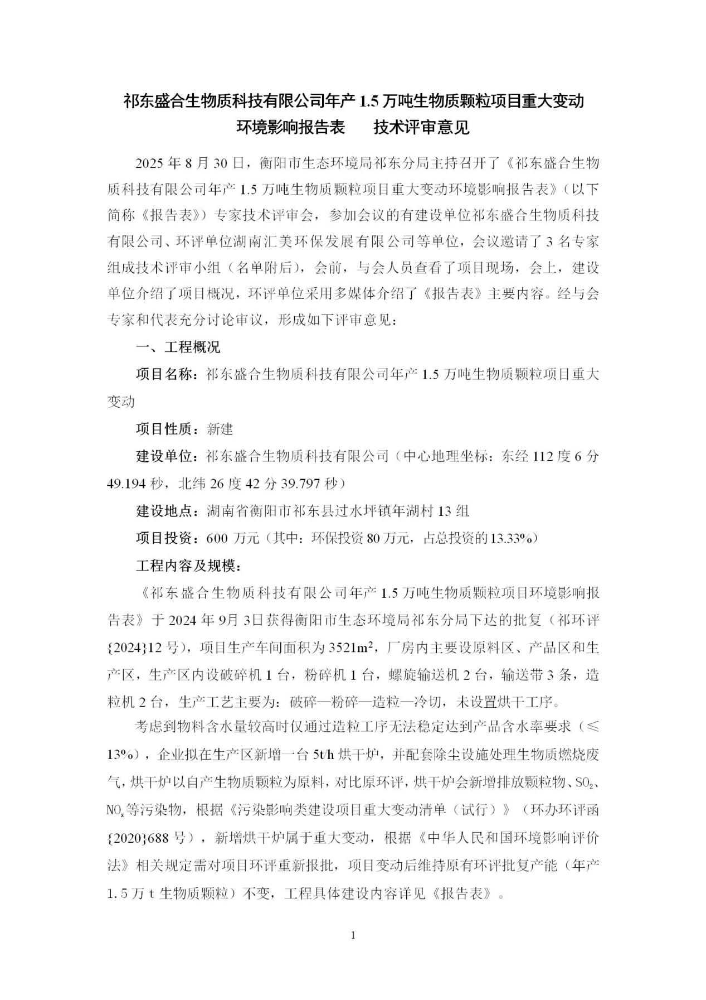 祁东盛合生物质科技有限公司年产 1.5 万吨生物质颗粒项目重大变动
环境影响报告表 技术评审意见
2025 年 8 月 30 日，衡阳市生态环境局祁东分局主持召开了《祁东盛合生物
质科技有限公司年产 1.5 万吨生物质颗粒项目重大变动环境影响报告表》（以下
简称《报告表》）专家技术评审会，参加会议的有建设单位祁东盛合生物质科技
有限公司、环评单位湖南汇美环保发展有限公司等单位，会议邀请了 3 名专家
组成技术评审小组（名单附后），会前，与会人员查看了项目现场，会上，建设
单位介绍了项目概况，环评单位采用多媒体介绍了《报告表》主要内容。经与会
专家和代表充分讨论审议，形成如下评审意见：
一、工程概况
项目名称：祁东盛合生物质科技有限公司年产 1.5 万吨生物质颗粒项目重大
变动
项目性质：新建
建设单位：祁东盛合生物质科技有限公司（中心地理坐标：东经 112 度 6 分
49.194 秒，北纬 26 度 42 分 39.797 秒）
建设地点：湖南省衡阳市祁东县过水坪镇年湖村 13 组
项目投资：600 万元（其中：环保投资 80 万元，占总投资的 13.33%）
工程内容及规模：
《祁东盛合生物质科技有限公司年产 1.5 万吨生物质颗粒项目环境影响报
告表》于 2024 年 9月 3日获得衡阳市生态环境局祁东分局下达的批复（祁环评
{2024}12 号），项目生产车间面积为 3521m²，厂房内主要设原料区、产品区和生
产区，生产区内设破碎机 1 台，粉碎机 1 台，螺旋输送机 2 台，输送带 3 条，造
粒机 2 台，生产工艺主要为：破碎—粉碎—造粒—冷切，未设置烘干工序。
考虑到物料含水量较高时仅通过造粒工序无法稳定达到产品含水率要求（≤
13%），企业拟在生产区新增一台 5t/h 烘干炉，并配套除尘设施处理生物质燃烧废
气，烘干炉以自产生物质颗粒为原料，对比原环评，烘干炉会新增排放颗粒物、SO₂、
NOₓ等污染物，根据《污染影响类建设项目重大变动清单（试行）》（环办环评函
{2020}688 号），新增烘干炉属于重大变动，根据《中华人民和国环境影响评价
法》相关规定需对项目环评重新报批，项目变动后维持原有环评批复产能（年产
1.5万 t 生物质颗粒）不变，工程具体建设内容详见《报告表》。
1